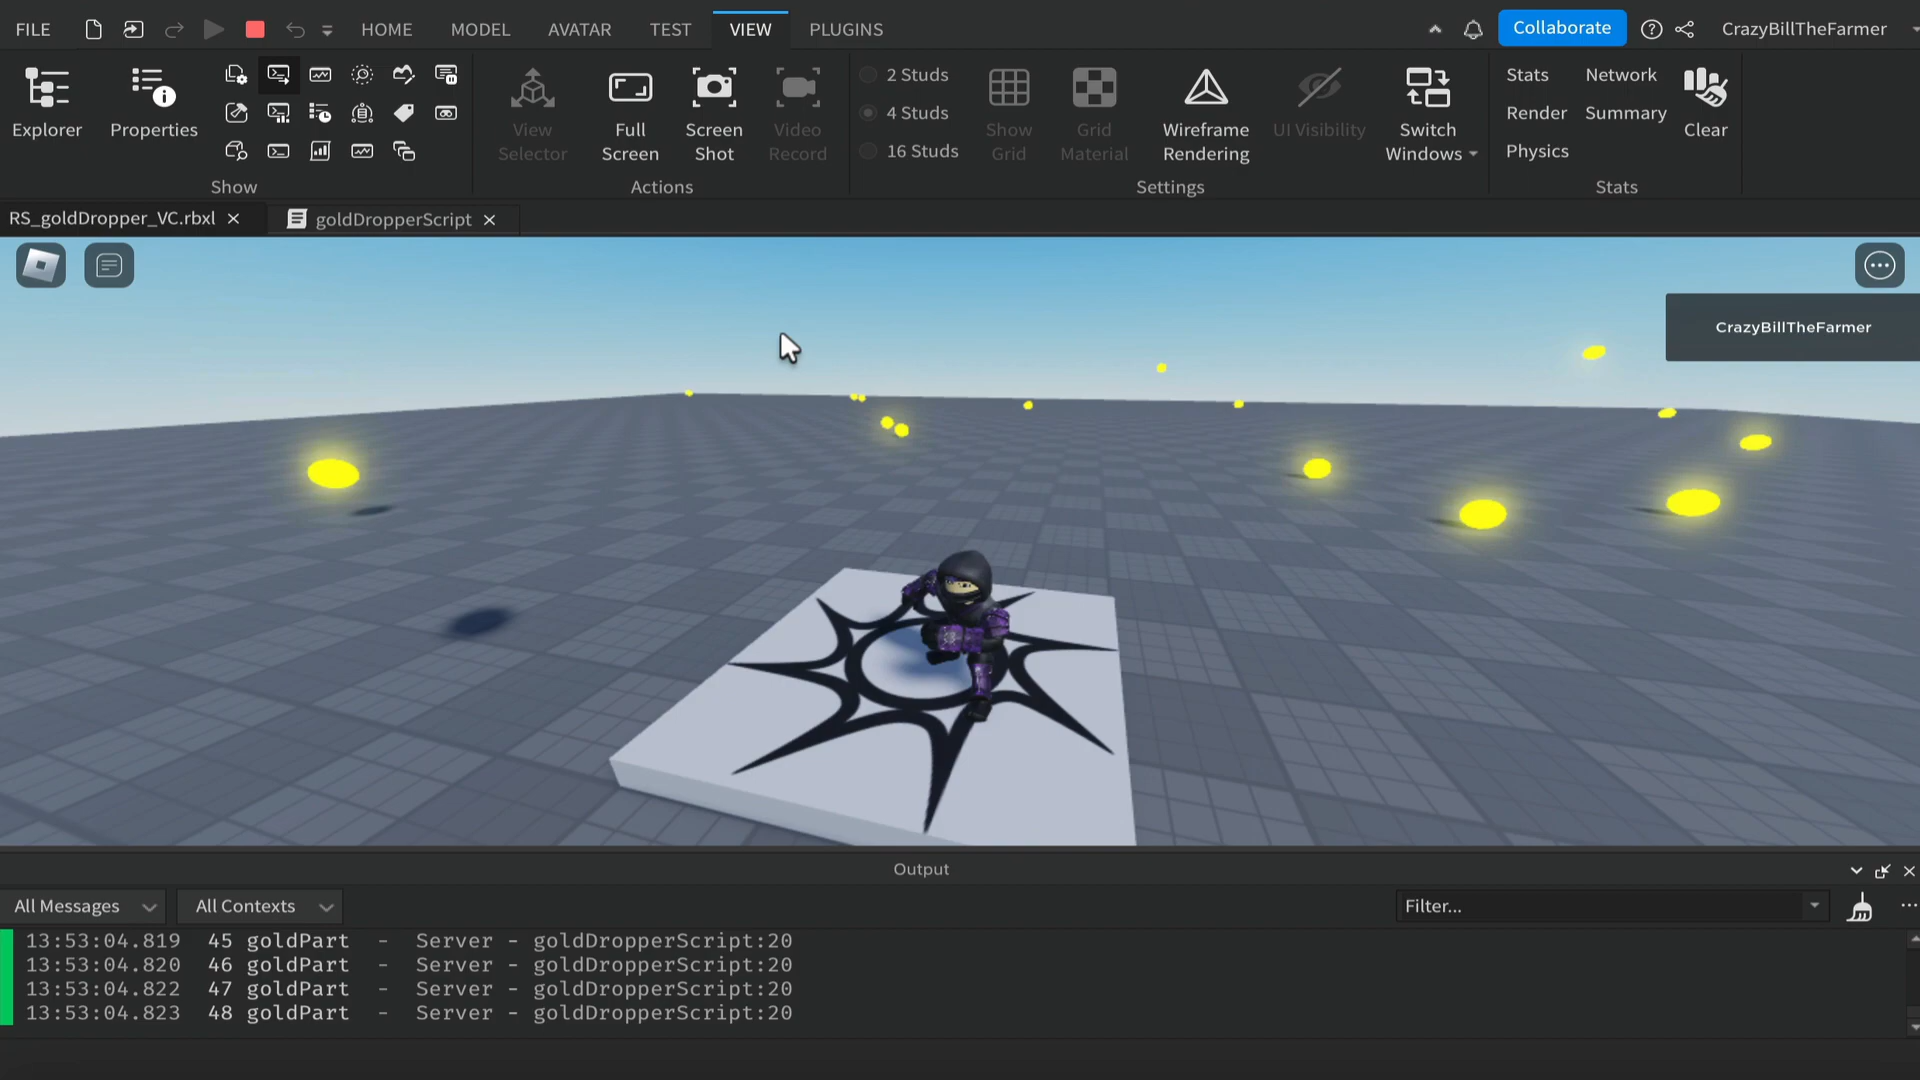 FILE HOME MODEL AVATAR TEST VIEW PLUGINS Collaborate CrazyBillTheFarmer
Explorer
Properties
Show
View
Selector
Full
Screen
Screen
Shot
Video
Record
Actions
2 Studs
4 Studs
16 Studs
Show
Grid
Grid
Material
Wireframe
Rendering
UI Visibility
Switch
Windows
Settings
Stats Network
Render Summary
Physics
Clear
Stats
RS_goldDropper_VC.rbxl goldDropperScript
CrazyBillTheFarmer
Output
All Messages All Contexts Filter...
13:53:04.819 45 goldPart - Server - goldDropperScript:20
13:53:04.820 46 goldPart - Server - goldDropperScript:20
13:53:04.822 47 goldPart - Server - goldDropperScript:20
13:53:04.823 48 goldPart - Server - goldDropperScript:20